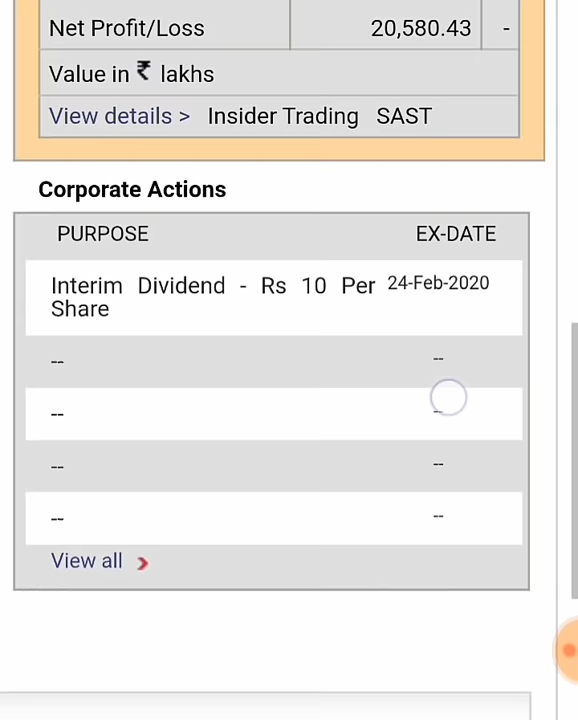 Net Profit/Loss 20,580.43 -
Value in ₹ lakhs
View details > Insider Trading SAST
Corporate Actions
PURPOSE EX-DATE
Interim Dividend - Rs 10 Per 24-Feb-2020
Share
-- --
-- --
-- --
-- --
View all